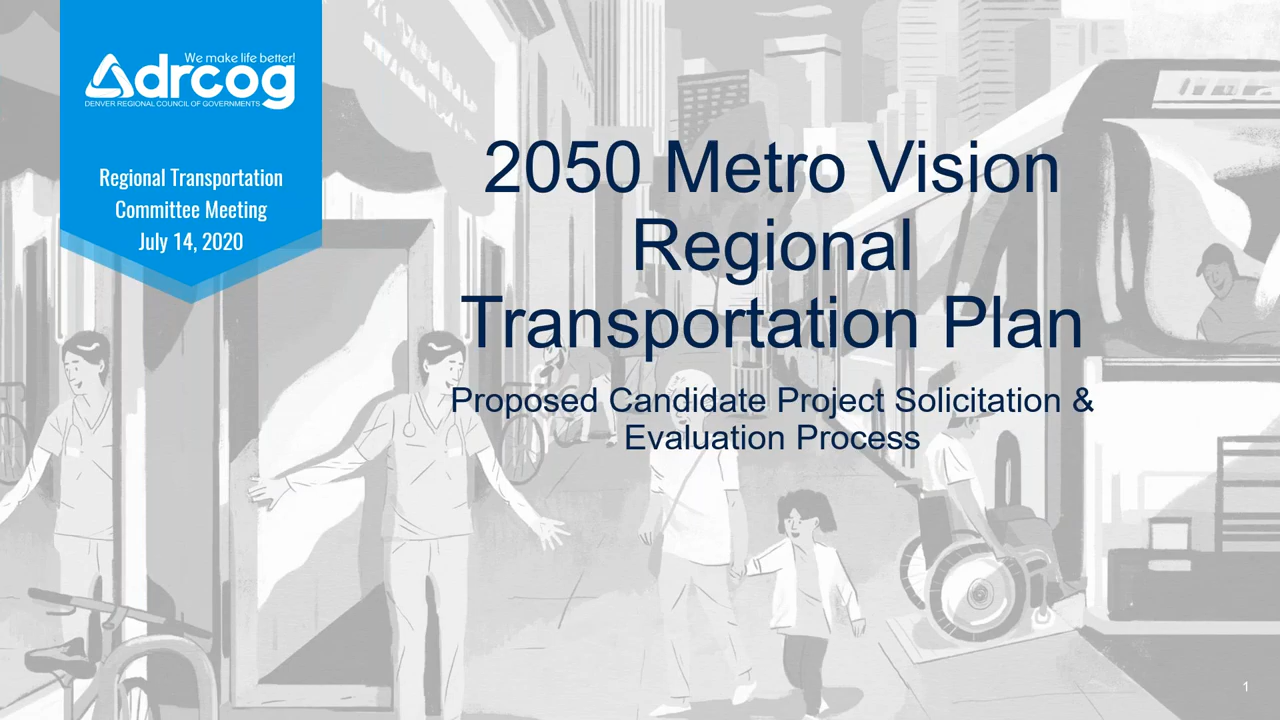 We make life better!
drcog
DENVER REGIONAL COUNCIL OF GOVERNMENTS
Regional Transportation
Committee Meeting
July 14, 2020
2050 Metro Vision
Regional
Transportation Plan
Proposed Candidate Project Solicitation &
Evaluation Process
1